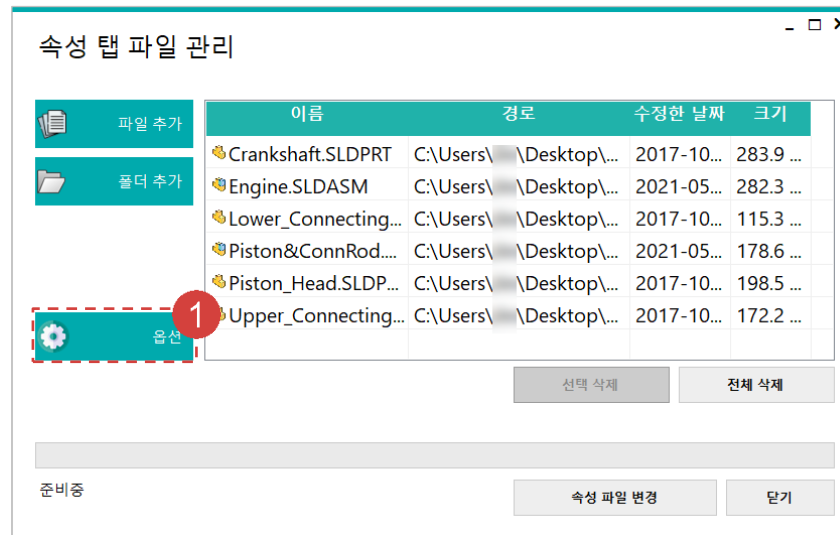 속성 탭 파일 관리
파일 추가
폴더 추가
옵션
1
이름 경로 수정한 날짜 크기
Crankshaft.SLDPRT C:\Users\ \Desktop\... 2017-10... 283.9 ...
Engine.SLDASM C:\Users\ \Desktop\... 2021-05... 282.3 ...
Lower_Connecting... C:\Users\ \Desktop\... 2017-10... 115.3 ...
Piston&ConnRod.... C:\Users\ \Desktop\... 2021-05... 178.6 ...
Piston_Head.SLDP... C:\Users\ \Desktop\... 2017-10... 198.5 ...
Upper_Connecting... C:\Users\ \Desktop\... 2017-10... 172.2 ...
선택 삭제 전체 삭제
준비중
속성 파일 변경 닫기